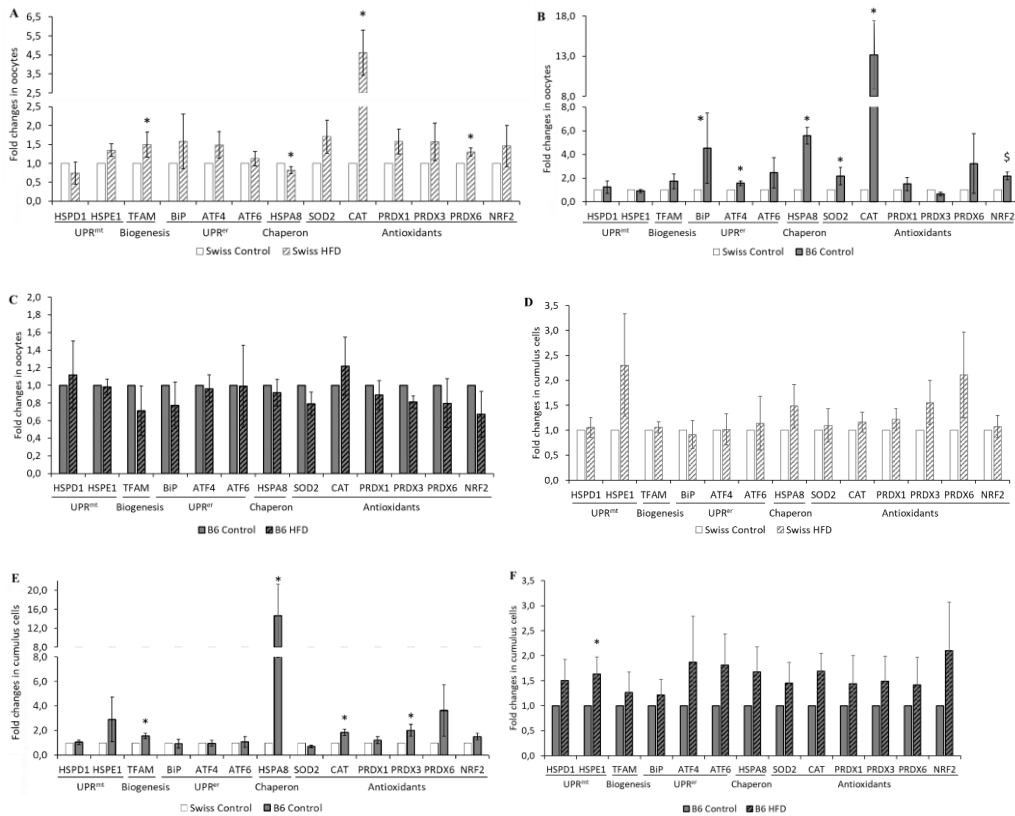 A
Fold changes in oocytes
6,5
5,5
4,5
3,5
2,5
2,5
2,0
1,5
1,0
0,5
0,0
* * * *
HSPD1 HSPE1 TFAM BiP ATF4 ATF6 HSPA8 SOD2 CAT PRDX1 PRDX3 PRDX6 NRF2
UPRmt Biogenesis UPRer Chaperon Antioxidants
Swiss Control Swiss HFD
B
Fold changes in oocytes
18,0
13,0
8,0
8,0
6,0
4,0
2,0
0,0
* * * * * $
HSPD1 HSPE1 TFAM BiP ATF4 ATF6 HSPA8 SOD2 CAT PRDX1 PRDX3 PRDX6 NRF2
UPRmt Biogenesis UPRer Chaperon Antioxidants
Swiss Control B6 Control
C
Fold changes in oocytes
2,0
1,8
1,6
1,4
1,2
1,0
0,8
0,6
0,4
0,2
0,0
HSPD1 HSPE1 TFAM BiP ATF4 ATF6 HSPA8 SOD2 CAT PRDX1 PRDX3 PRDX6 NRF2
UPRmt Biogenesis UPRer Chaperon Antioxidants
B6 Control B6 HFD
D
Fold changes in cumulus cells
3,5
3,0
2,5
2,0
1,5
1,0
0,5
0,0
HSPD1 HSPE1 TFAM BiP ATF4 ATF6 HSPA8 SOD2 CAT PRDX1 PRDX3 PRDX6 NRF2
UPRmt Biogenesis UPRer Chaperon Antioxidants
Swiss Control Swiss HFD
E
Fold changes in cumulus cells
20,0
16,0
12,0
8,0
8,0
6,0
4,0
2,0
0,0
* * * *
HSPD1 HSPE1 TFAM BiP ATF4 ATF6 HSPA8 SOD2 CAT PRDX1 PRDX3 PRDX6 NRF2
UPRmt Biogenesis UPRer Chaperon Antioxidants
Swiss Control B6 Control
F
Fold changes in cumulus cells
3,5
3,0
2,5
2,0
1,5
1,0
0,5
0,0
*
HSPD1 HSPE1 TFAM BiP ATF4 ATF6 HSPA8 SOD2 CAT PRDX1 PRDX3 PRDX6 NRF2
UPRmt Biogenesis UPRer Chaperon Antioxidants
B6 Control B6 HFD